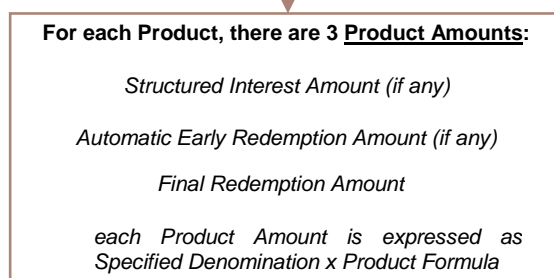 For each Product, there are 3 Product Amounts:
Structured Interest Amount (if any)
Automatic Early Redemption Amount (if any)
Final Redemption Amount
each Product Amount is expressed as
Specified Denomination x Product Formula